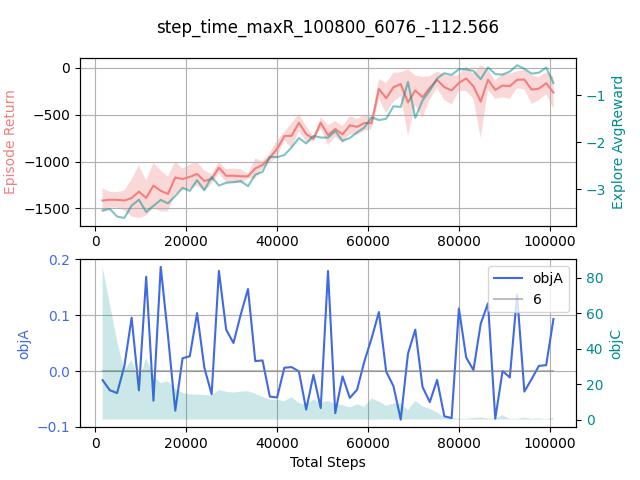 step_time_maxR_100800_6076_-112.566
0
−500
−1000
−1500
Episode Return
−1
−2
−3
Explore AvgReward
0 20000 40000 60000 80000 100000
0.2
0.1
0.0
−0.1
objA
objA
6
80
60
40
20
0
objC
0 20000 40000 60000 80000 100000
Total Steps